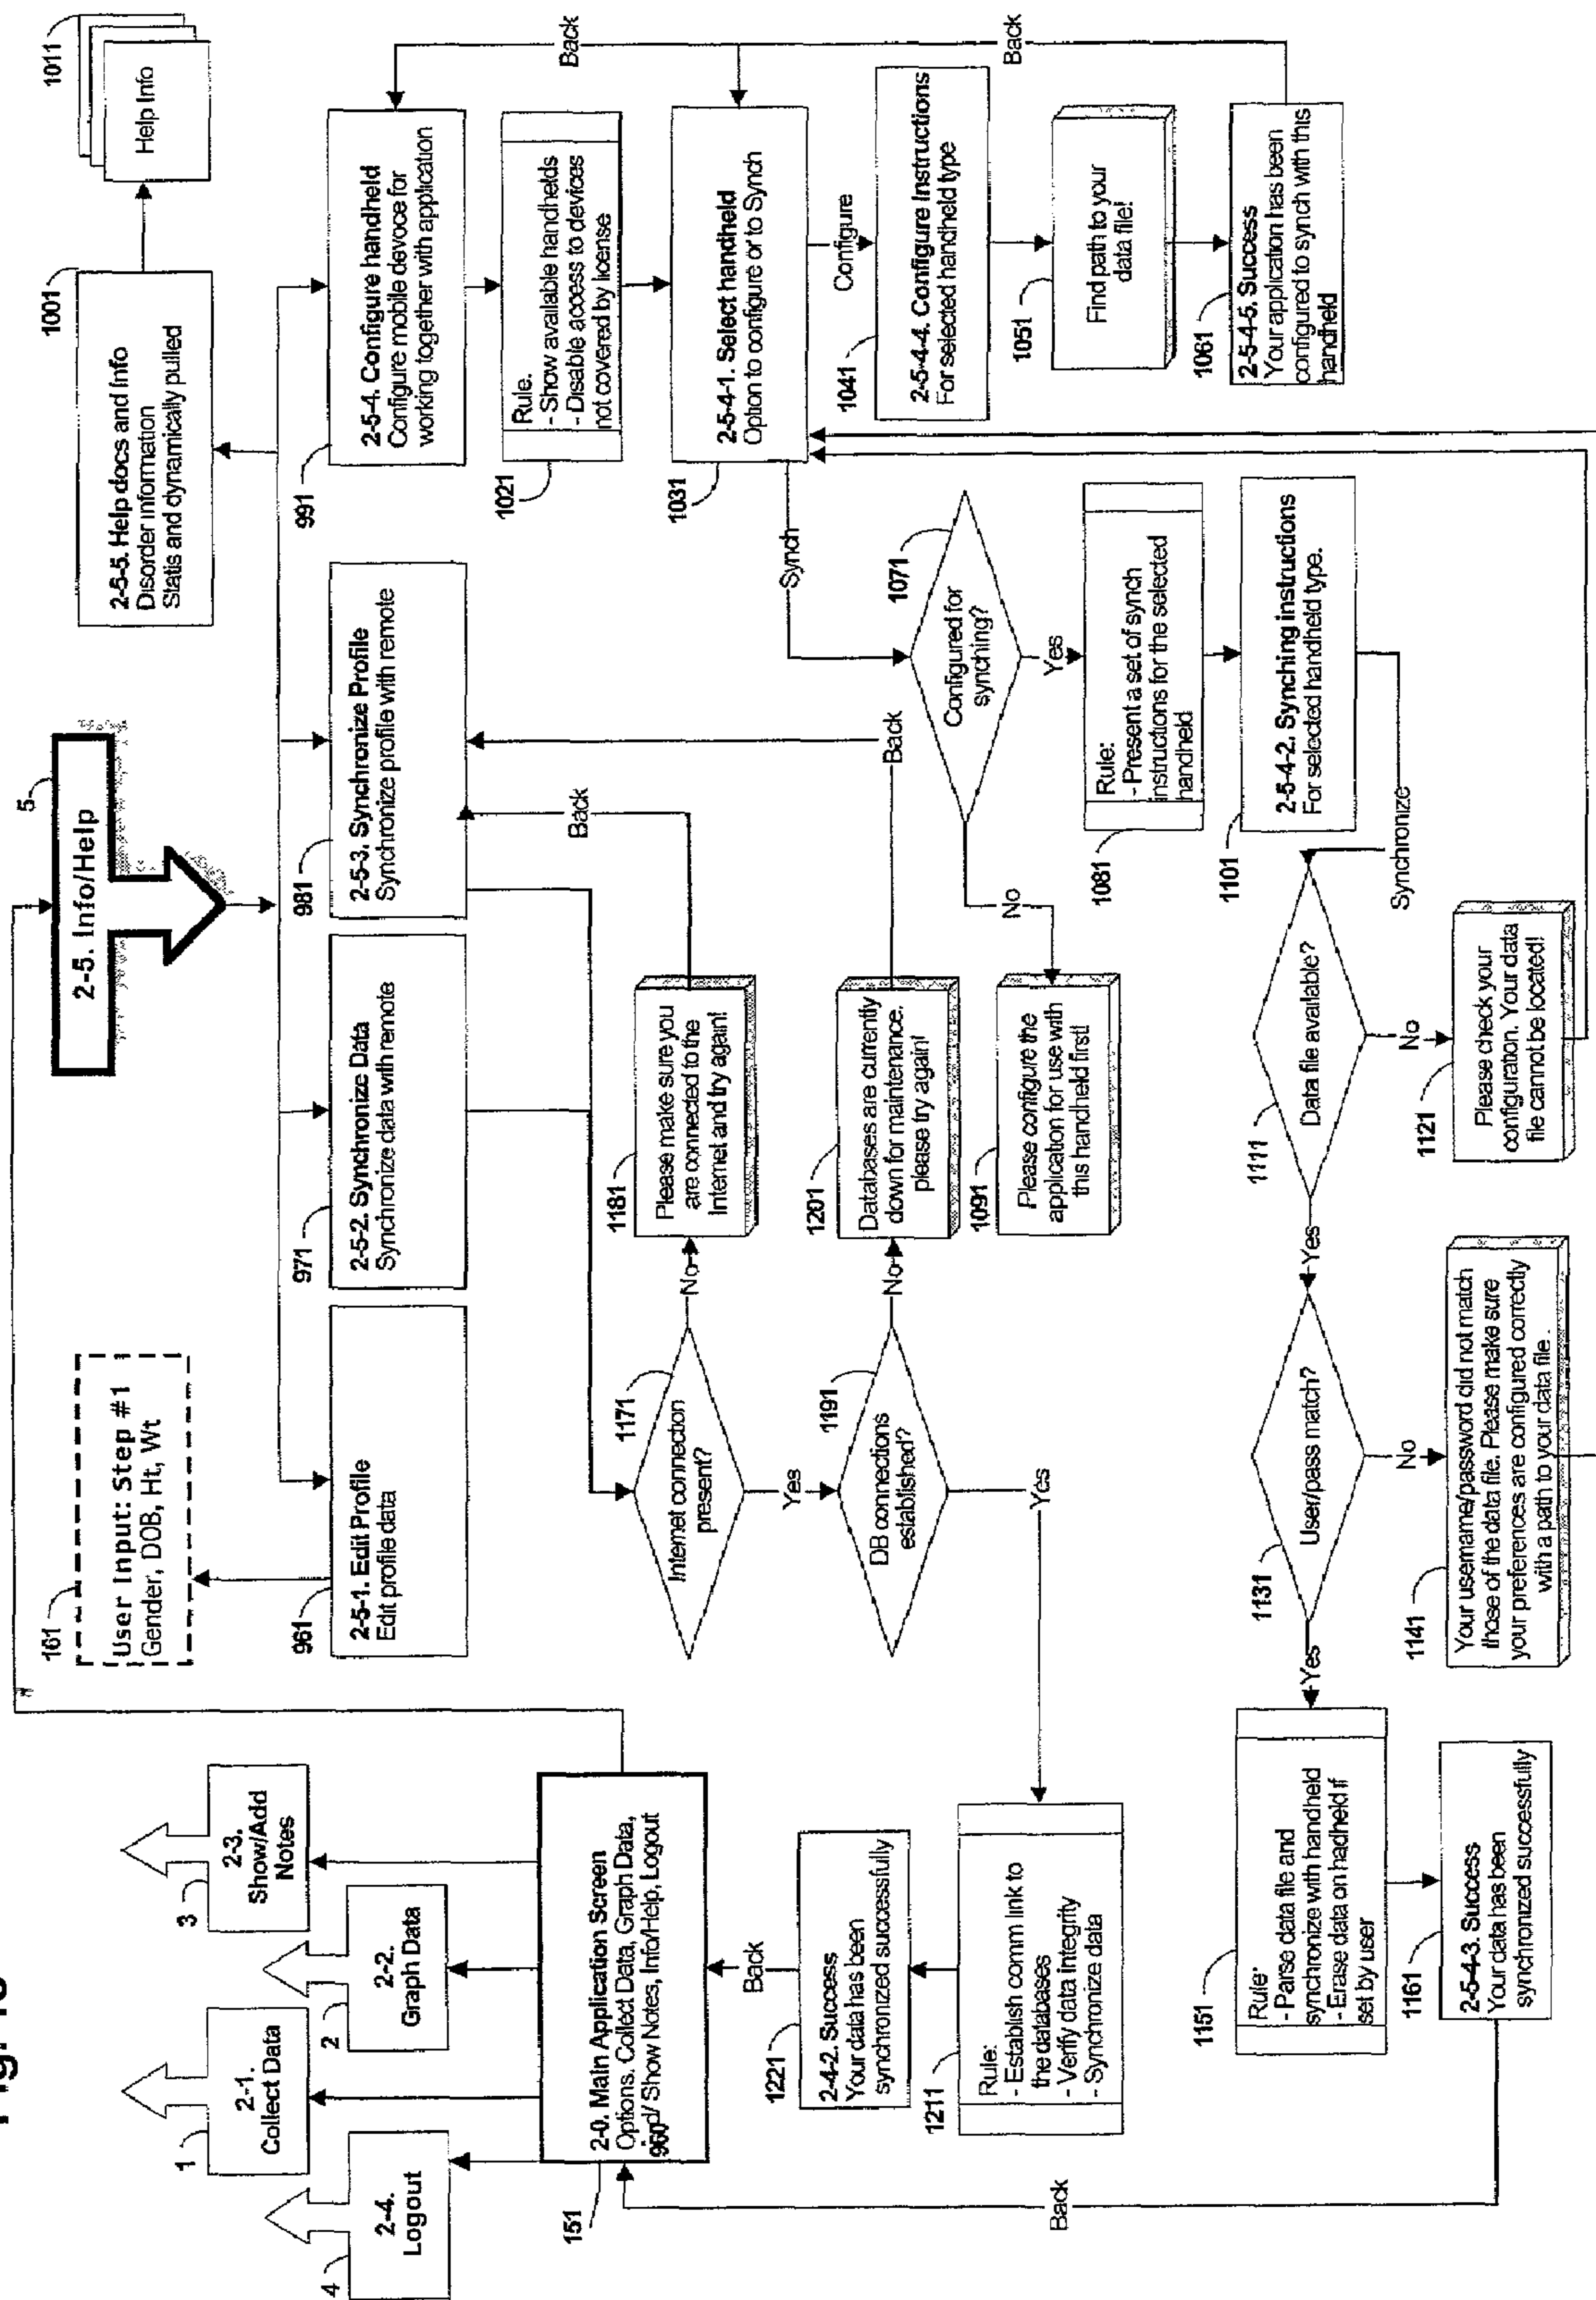 5
2-5. Info/Help
161
User Input: Step #1
Gender, DOB, Ht, Wt
1001
2-5-5. Help docs and Info
Disorder information
Statis and dynamically pulled
1011
Help Info
961
2-5-1. Edit Profile
Edit profile data
971
2-5-2. Synchronize Data
Synchronize data with remote
981
2-5-3. Synchronize Profile
Synchronize profile with remote
991
2-5-4. Configure handheld
Configure mobile devoce for
working together with application
1
2-1.
Collect Data
2
2-2.
Graph Data
3
2-3.
Show/Add
Notes
4
2-4.
Logout
151
2-0. Main Application Screen
Options. Collect Data, Graph Data,
960d/ Show Notes, Info/Help, Logout
1021
Rule.
- Show available handhelds
- Disable access to devices
not covered by license
1031
2-5-4-1. Select handheld
Option to configure or to Synch
Configure
Synch
1041
2-5-4-4. Configure Instructions
For selected handheld type
1051
Find path to your
data file!
1061
2-5-4-5. Success
Your application has been
configured to synch with this
handheld
Back
Back
1171
Internet connection
present?
No
Yes
1181
Please make sure you
are connected to the
Internet and try again!
Back
1191
DB connections
established?
No
Yes
1201
Databases are currently
down for maintenance.
please try again!
Back
1071
Configured for
synching?
Yes
No
1091
Please configure the
application for use with
this handheld first!
1081
Rule:
- Present a set of synch
instructions for the selected
handheld
1101
2-5-4-2. Synching instructions
For selected handheld type.
Synchronize
1111
Data file available?
No
Yes
1121
Please check your
configuration. Your data
file cannot be located!
1131
User/pass match?
No
Yes
1141
Your username/password did not match
those of the data file. Please make sure
your preferences are configured correctly
with a path to your data file .
1151
Rule:
- Parse data file and
synchronize with handheld
- Erase data on hadheld if
set by user
1161
2-5-4-3. Success
Your data has been
synchronized successfully
Back
1211
Rule:
- Establish comm link to
the databases
- Verify data integrity
- Synchronize data
1221
2-4-2. Success
Your data has been
synchronized successfully
Back